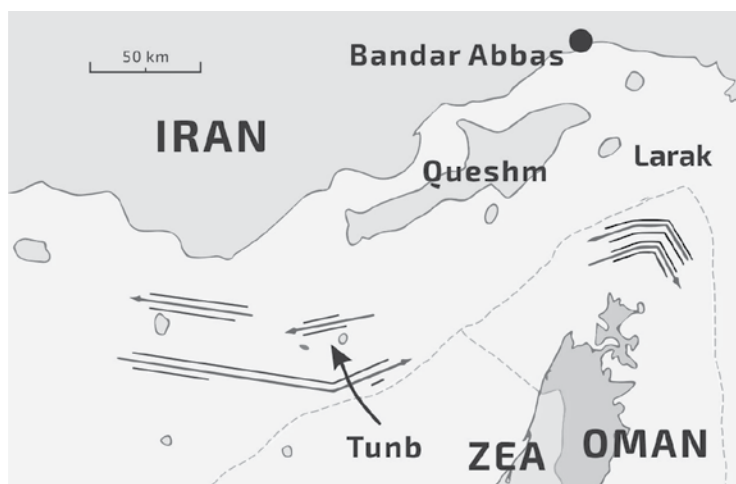 50 km
Bandar Abbas
IRAN
Queshm
Larak
Tunb
ZEA
OMAN